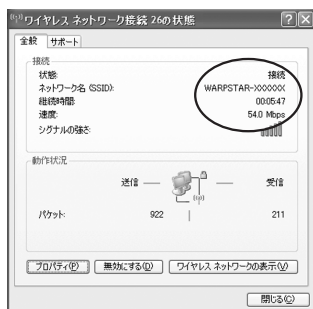 ワイヤレス ネットワーク接続 26の状態
全般 サポート
接続
状態: 接続
ネットワーク名 (SSID): WARPSTAR-XXXXXX
継続時間: 00:05:47
速度: 54.0 Mbps
シグナルの強さ:
動作状況
送信 — — 受信
パケット: 922 | 211
プロパティ(P) 無効にする(D) ワイヤレス ネットワークの表示(V)
閉じる(C)